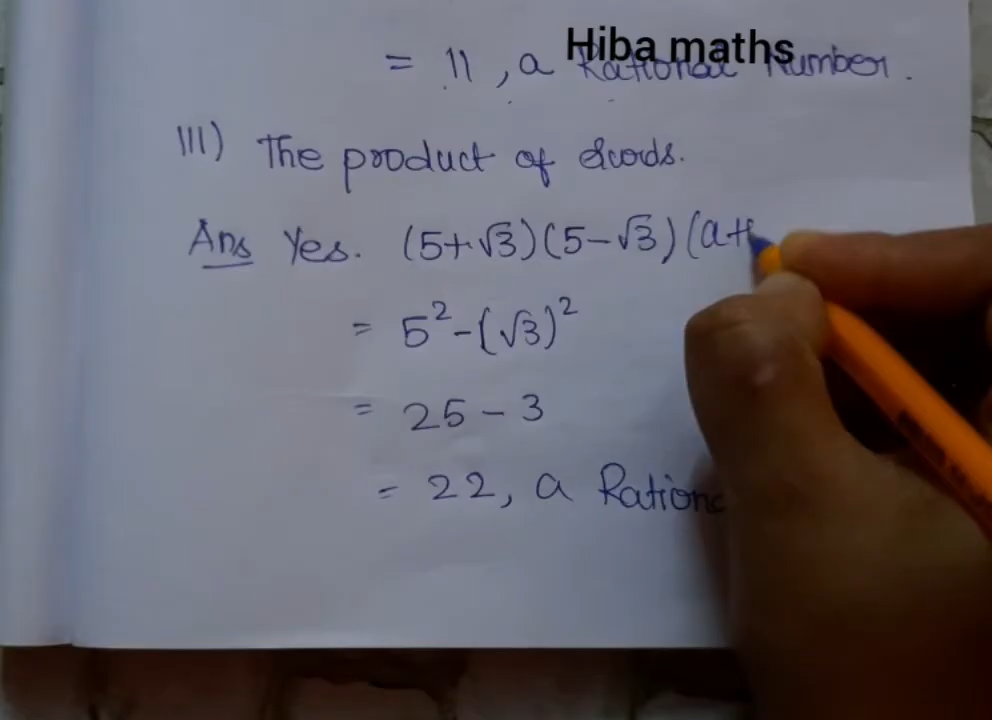 Hiba maths
= 11, a Rational Number.
III) The product of Surds.
Ans Yes. (5+√3)(5-√3) (a+
= 5² - (√3)²
= 25 - 3
= 22, a Rationa